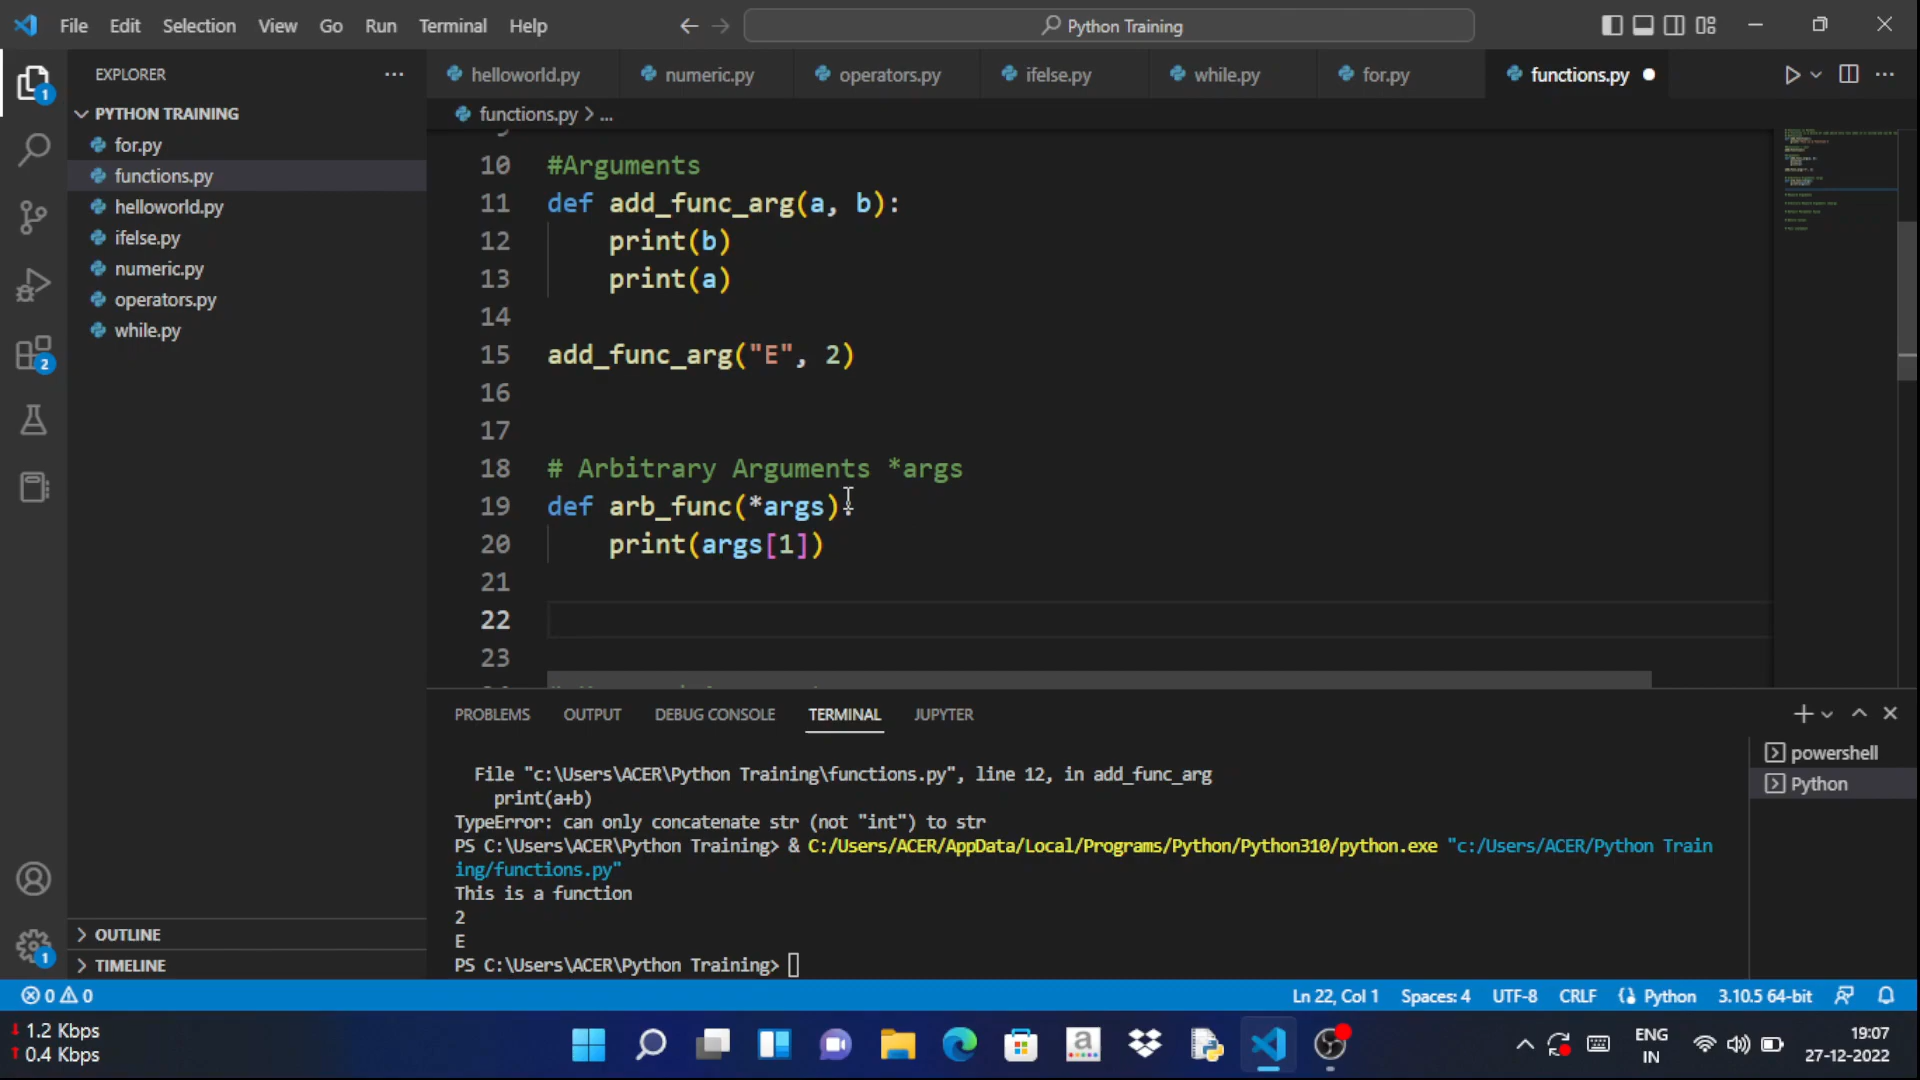 File Edit Selection View Go Run Terminal Help
Python Training
EXPLORER
PYTHON TRAINING
for.py
functions.py
helloworld.py
ifelse.py
numeric.py
operators.py
while.py
OUTLINE
TIMELINE
helloworld.py numeric.py operators.py ifelse.py while.py for.py functions.py
functions.py > ...
10 #Arguments
11 def add_func_arg(a, b):
12 print(b)
13 print(a)
14
15 add_func_arg("E", 2)
16
17
18 # Arbitrary Arguments *args
19 def arb_func(*args):
20 print(args[1])
21
22
23
PROBLEMS OUTPUT DEBUG CONSOLE TERMINAL JUPYTER
File "c:\Users\ACER\Python Training\functions.py", line 12, in add_func_arg
print(a+b)
TypeError: can only concatenate str (not "int") to str
PS C:\Users\ACER\Python Training> & C:/Users/ACER/AppData/Local/Programs/Python/Python310/python.exe "c:/Users/ACER/Python Train
ing/functions.py"
This is a function
2
E
PS C:\Users\ACER\Python Training>
powershell
Python
1
2
1
0 0
Ln 22, Col 1 Spaces: 4 UTF-8 CRLF Python 3.10.5 64-bit
1.2 Kbps
0.4 Kbps
a
ENG
IN
19:07
27-12-2022